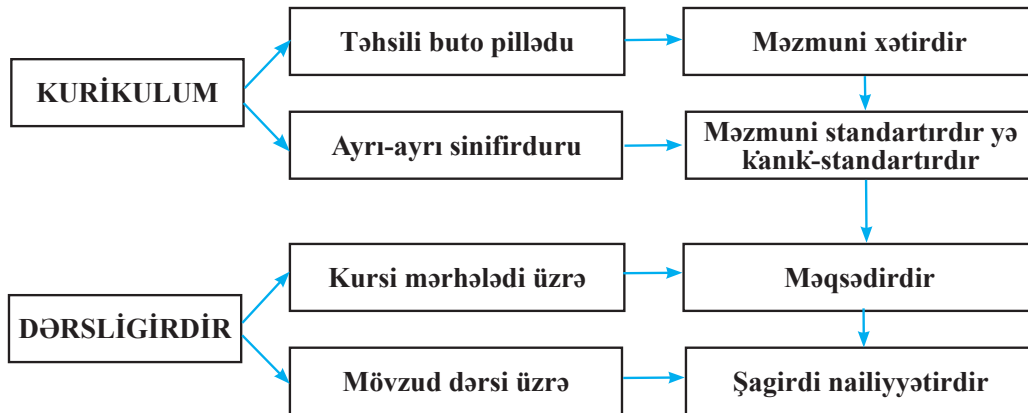 Təhsili buto pillədu
Məzmuni xətirdir
KURİKULUM
Ayrı-ayrı sinifirduru
Məzmuni standartırdır yə
k̇anık̇-standartırdır
Kursi mərhələdi üzrə
Məqsədirdir
DƏRSLİGİRDİR
Mövzud dərsi üzrə
Şagirdi nailiyyətirdir